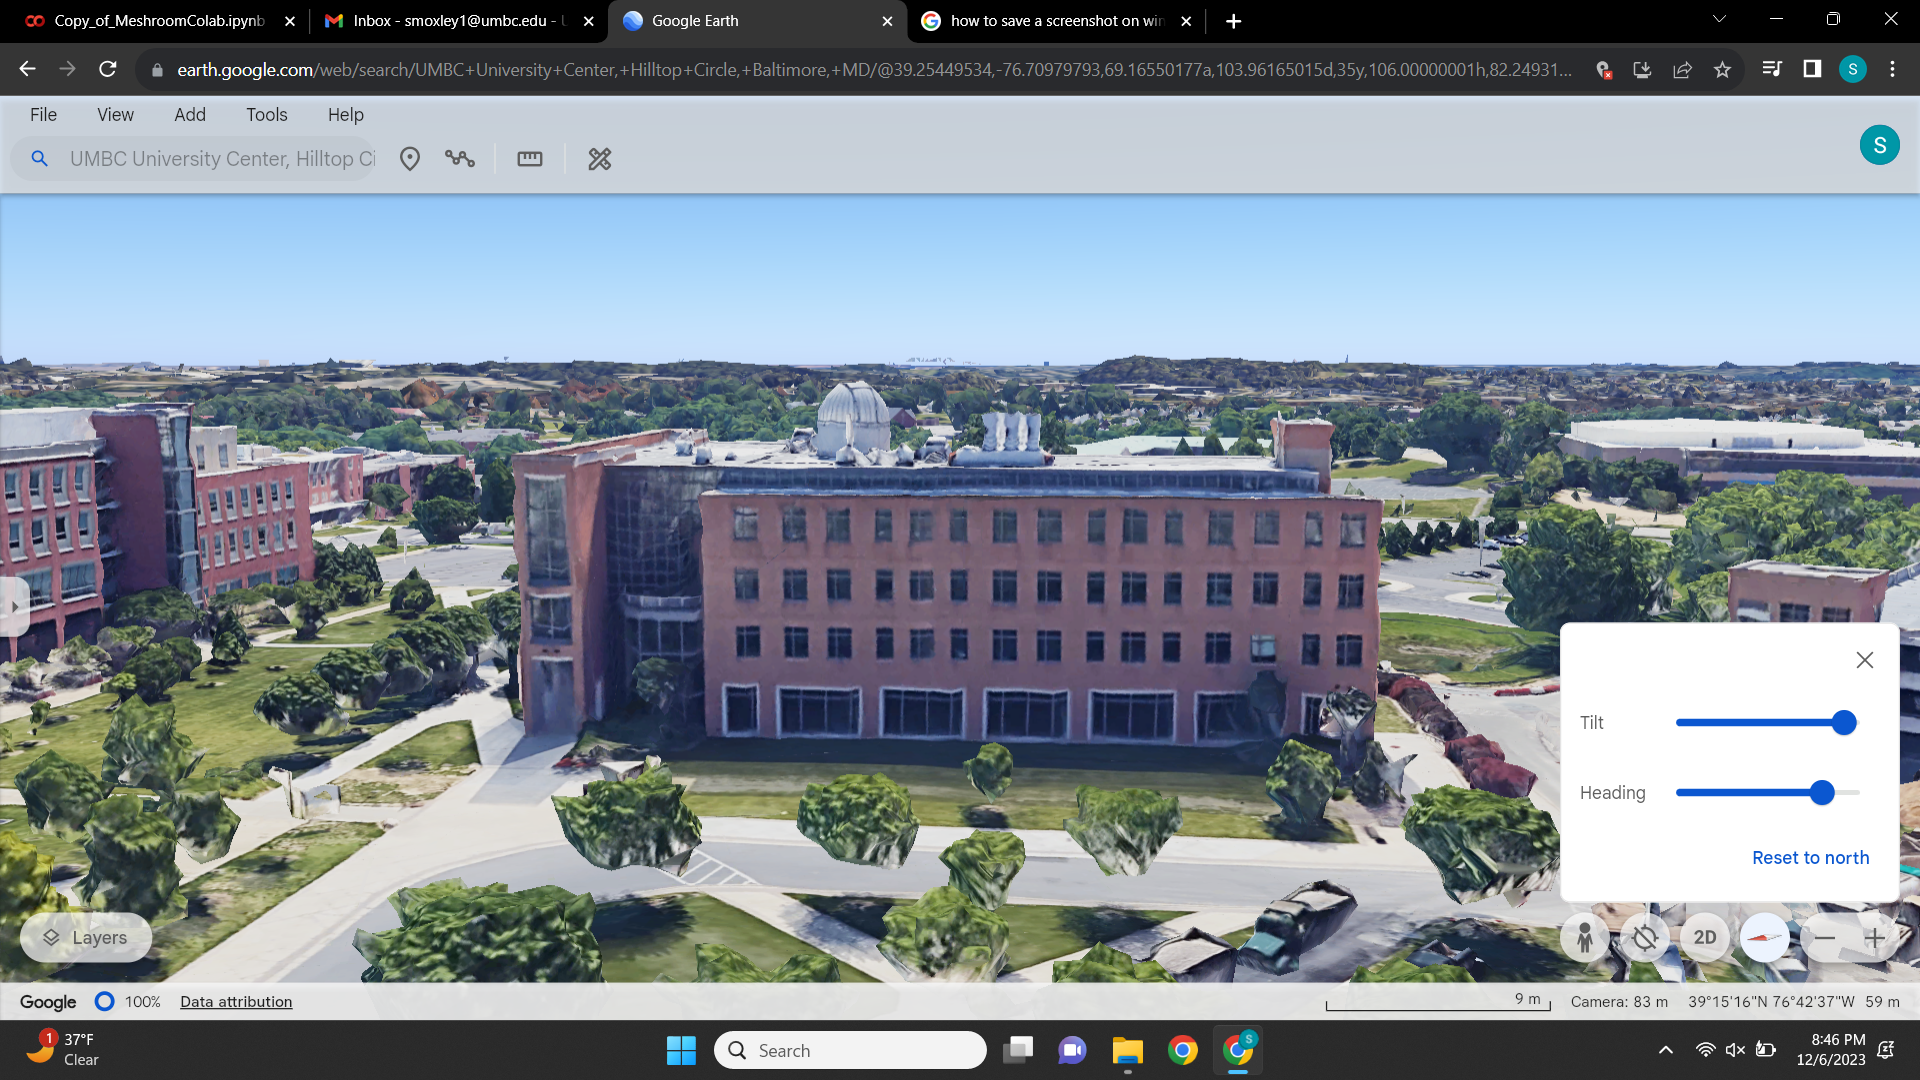 Copy_of_MeshroomColab.ipynb
Inbox - smoxley1@umbc.edu - U
Google Earth
how to save a screenshot on win
earth.google.com/web/search/UMBC+University+Center,+Hilltop+Circle,+Baltimore,+MD/@39.25449534,-76.70979793,69.16550177a,103.96165015d,35y,106.00000001h,82.24931...
S
File View Add Tools Help
UMBC University Center, Hilltop Ci
S
Tilt
Heading
Reset to north
Layers
2D
Google 100% Data attribution
9 m
Camera: 83 m 39°15'16"N 76°42'37"W 59 m
1
37°F
Clear
Search
S
8:46 PM
12/6/2023